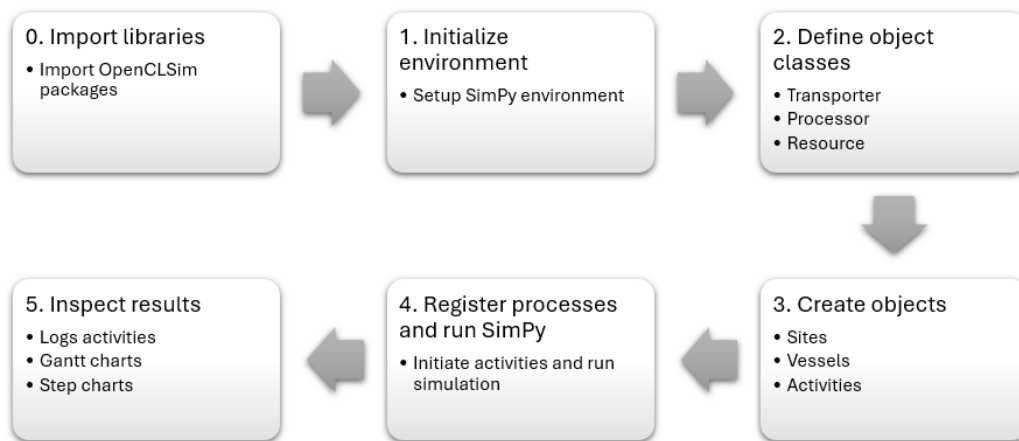 0. Import libraries
• Import OpenCLSim
packages
1. Initialize
environment
• Setup SimPy environment
2. Define object
classes
• Transporter
• Processor
• Resource
3. Create objects
• Sites
• Vessels
• Activities
4. Register processes
and run SimPy
• Initiate activities and run
simulation
5. Inspect results
• Logs activities
• Gantt charts
• Step charts